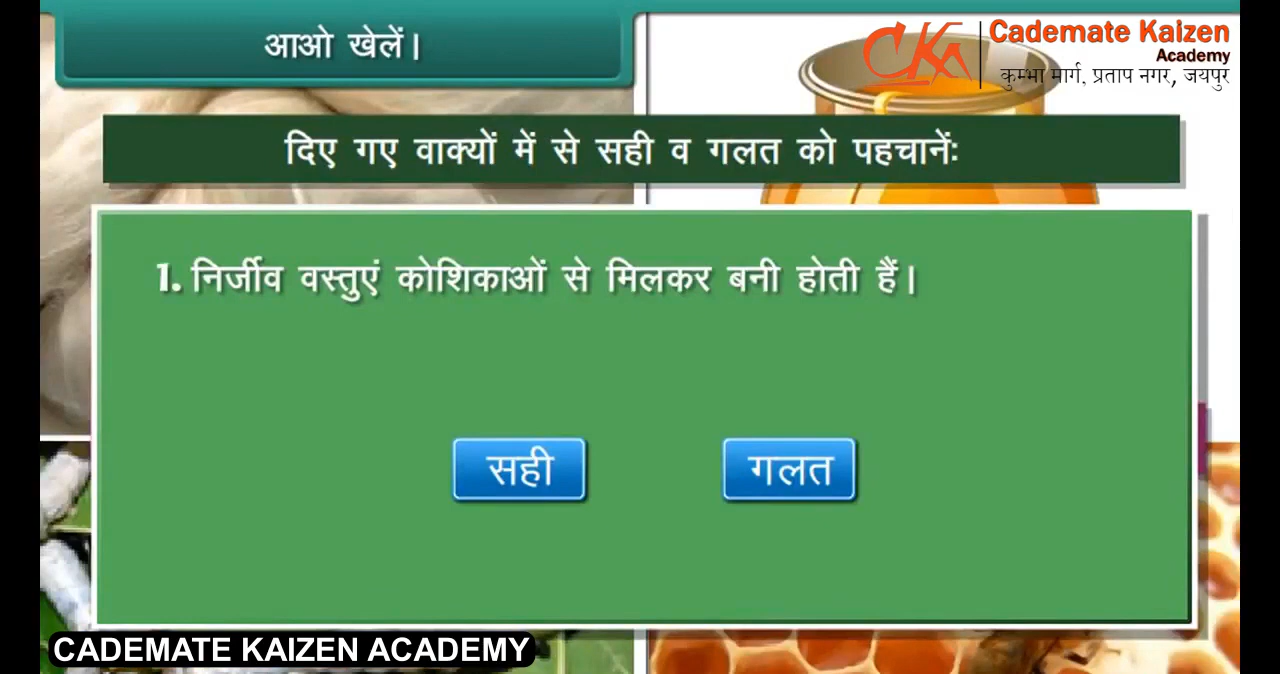 आओ खेलें।
CKA
Cademate Kaizen
Academy
कुम्भा मार्ग, प्रताप नगर, जयपुर
दिए गए वाक्यों में से सही व गलत को पहचानें:
1. निर्जीव वस्तुएं कोशिकाओं से मिलकर बनी होती हैं।
सही गलत
CADEMATE KAIZEN ACADEMY